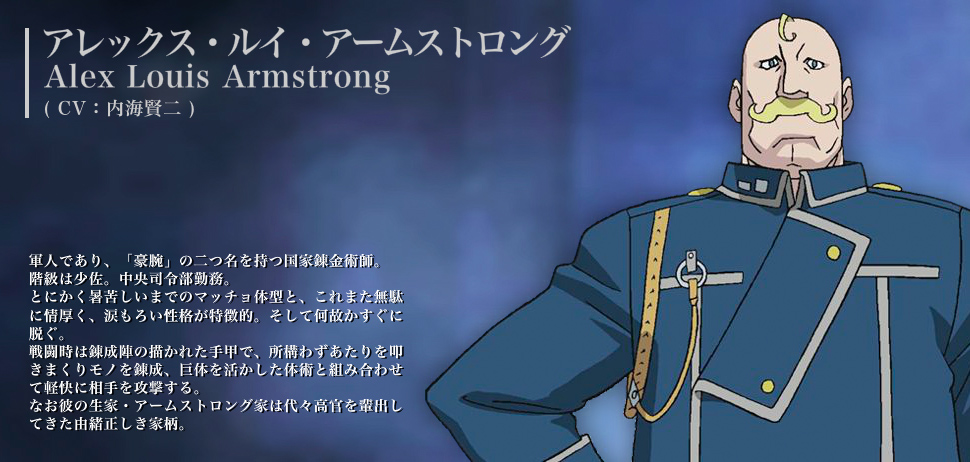 アレックス・ルイ・アームストロング
Alex Louis Armstrong
( CV：内海賢二 )
軍人であり、「豪腕」の二つ名を持つ国家錬金術師。
階級は少佐。中央司令部勤務。
とにかく暑苦しいまでのマッチョ体型と、これまた無駄
に情厚く、涙もろい性格が特徴的。そして何故かすぐに
脱ぐ。
戦闘時は錬成陣の描かれた手甲で、所構わずあたりを叩
きまくりモノを錬成、巨体を活かした体術と組み合わせ
て軽快に相手を攻撃する。
なお彼の生家・アームストロング家は代々高官を輩出し
てきた由緒正しき家柄。